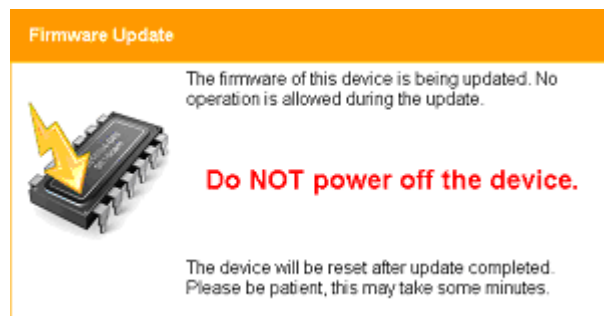 Firmware Update
The firmware of this device is being updated. No
operation is allowed during the update.
Do NOT power off the device.
The device will be reset after update completed.
Please be patient, this may take some minutes.